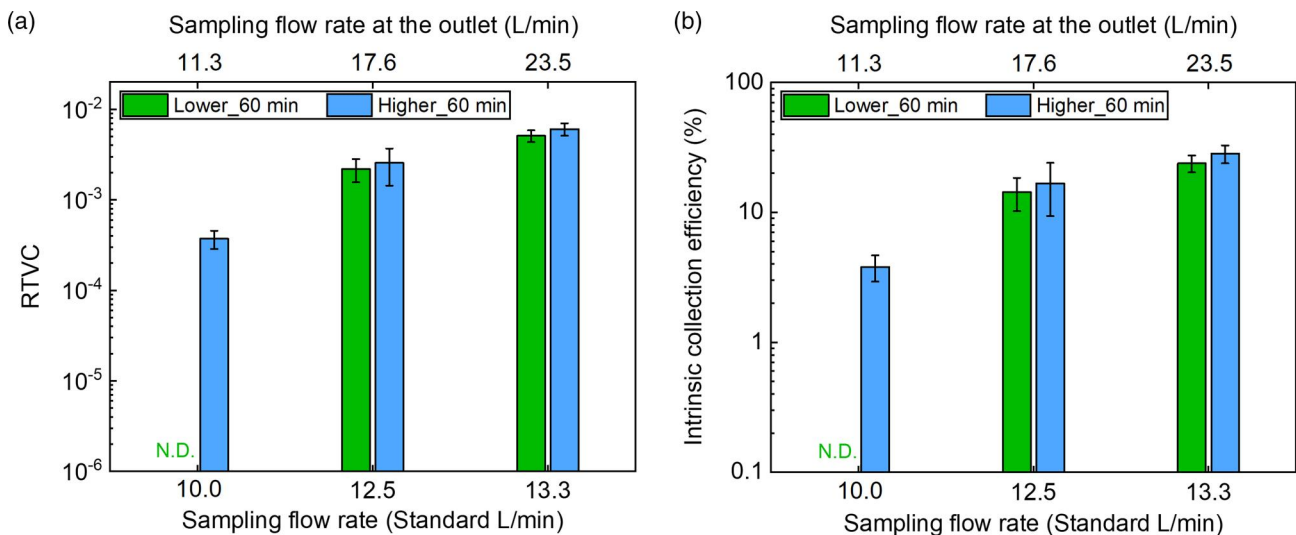 (a)
Sampling flow rate at the outlet (L/min)
11.3 17.6 23.5
Lower_60 min Higher_60 min
RTVC
10-2
10-3
10-4
10-5
10-6
N.D.
10.0 12.5 13.3
Sampling flow rate (Standard L/min)
(b)
Sampling flow rate at the outlet (L/min)
11.3 17.6 23.5
Lower_60 min Higher_60 min
Intrinsic collection efficiency (%)
100
10
1
0.1
N.D.
10.0 12.5 13.3
Sampling flow rate (Standard L/min)